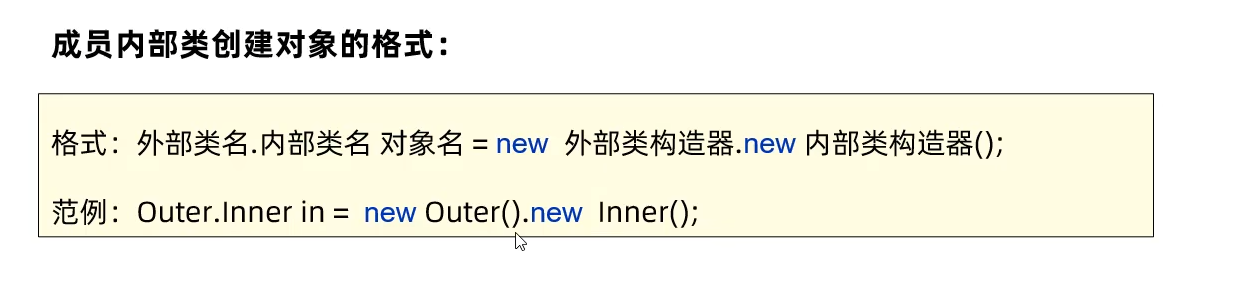 成员内部类创建对象的格式：
格式：外部类名.内部类名 对象名 = new 外部类构造器.new 内部类构造器();
范例：Outer.Inner in = new Outer().new Inner();